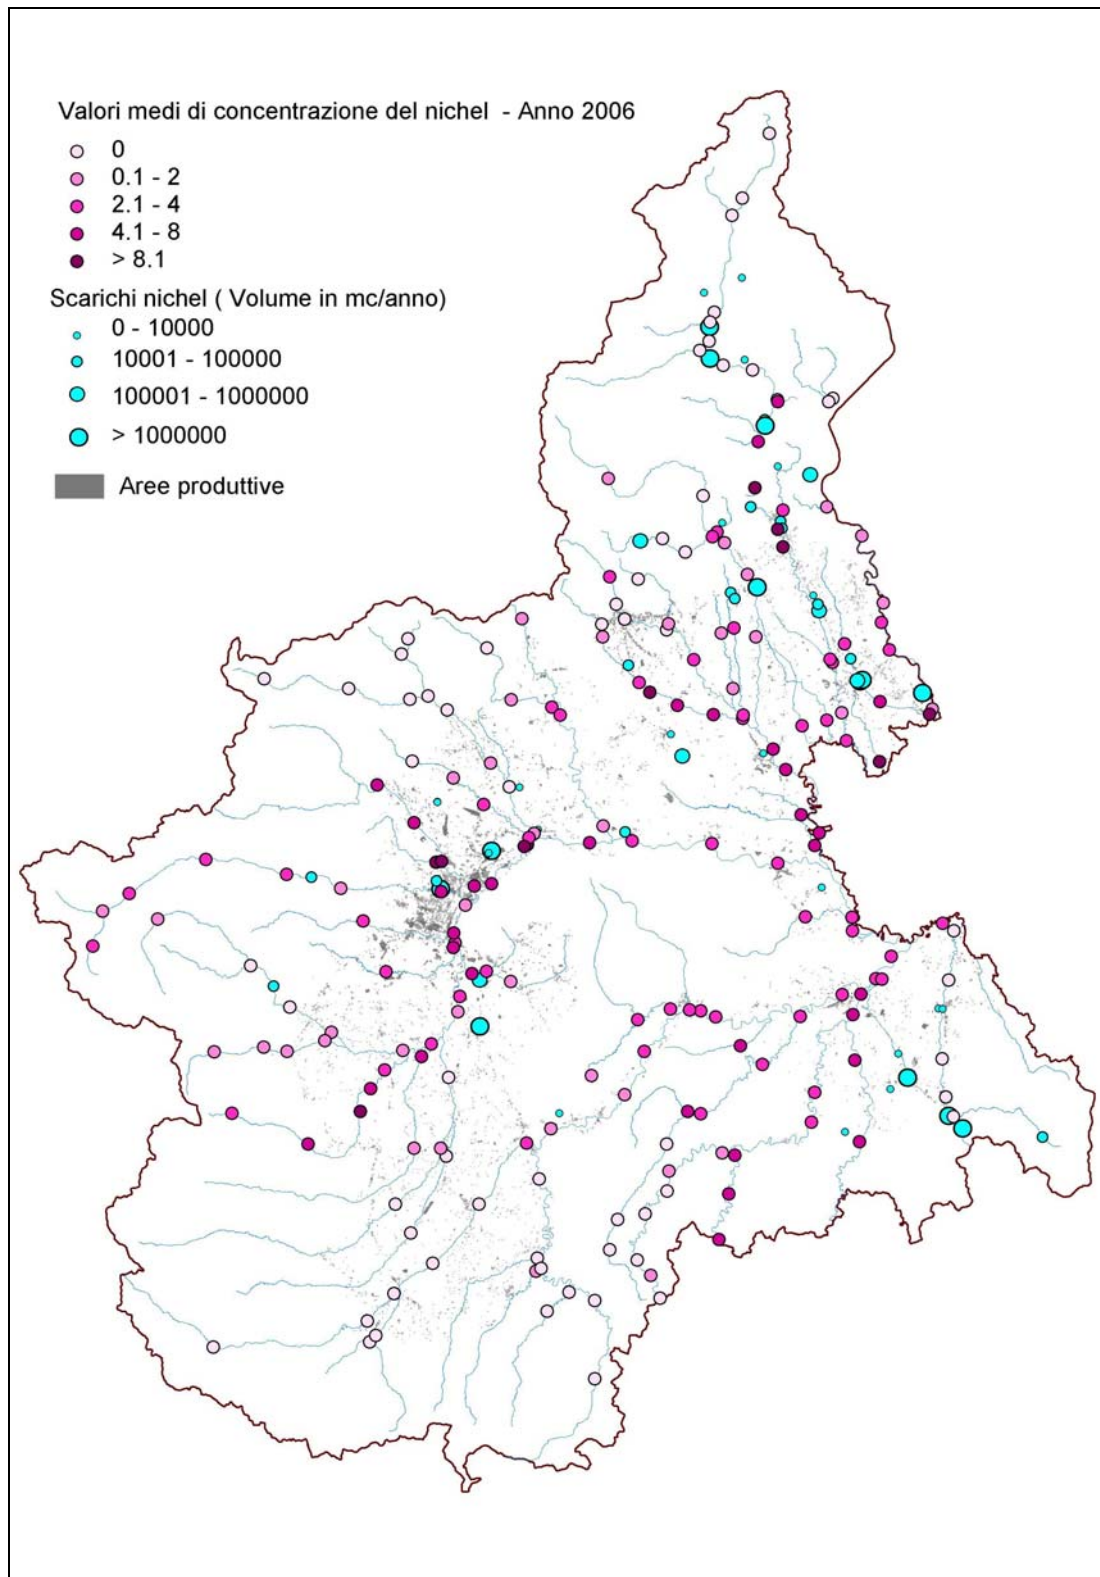 Valori medi di concentrazione del nichel - Anno 2006
0
0.1 - 2
2.1 - 4
4.1 - 8
> 8.1
Scarichi nichel ( Volume in mc/anno)
0 - 10000
10001 - 100000
100001 - 1000000
> 1000000
Aree produttive